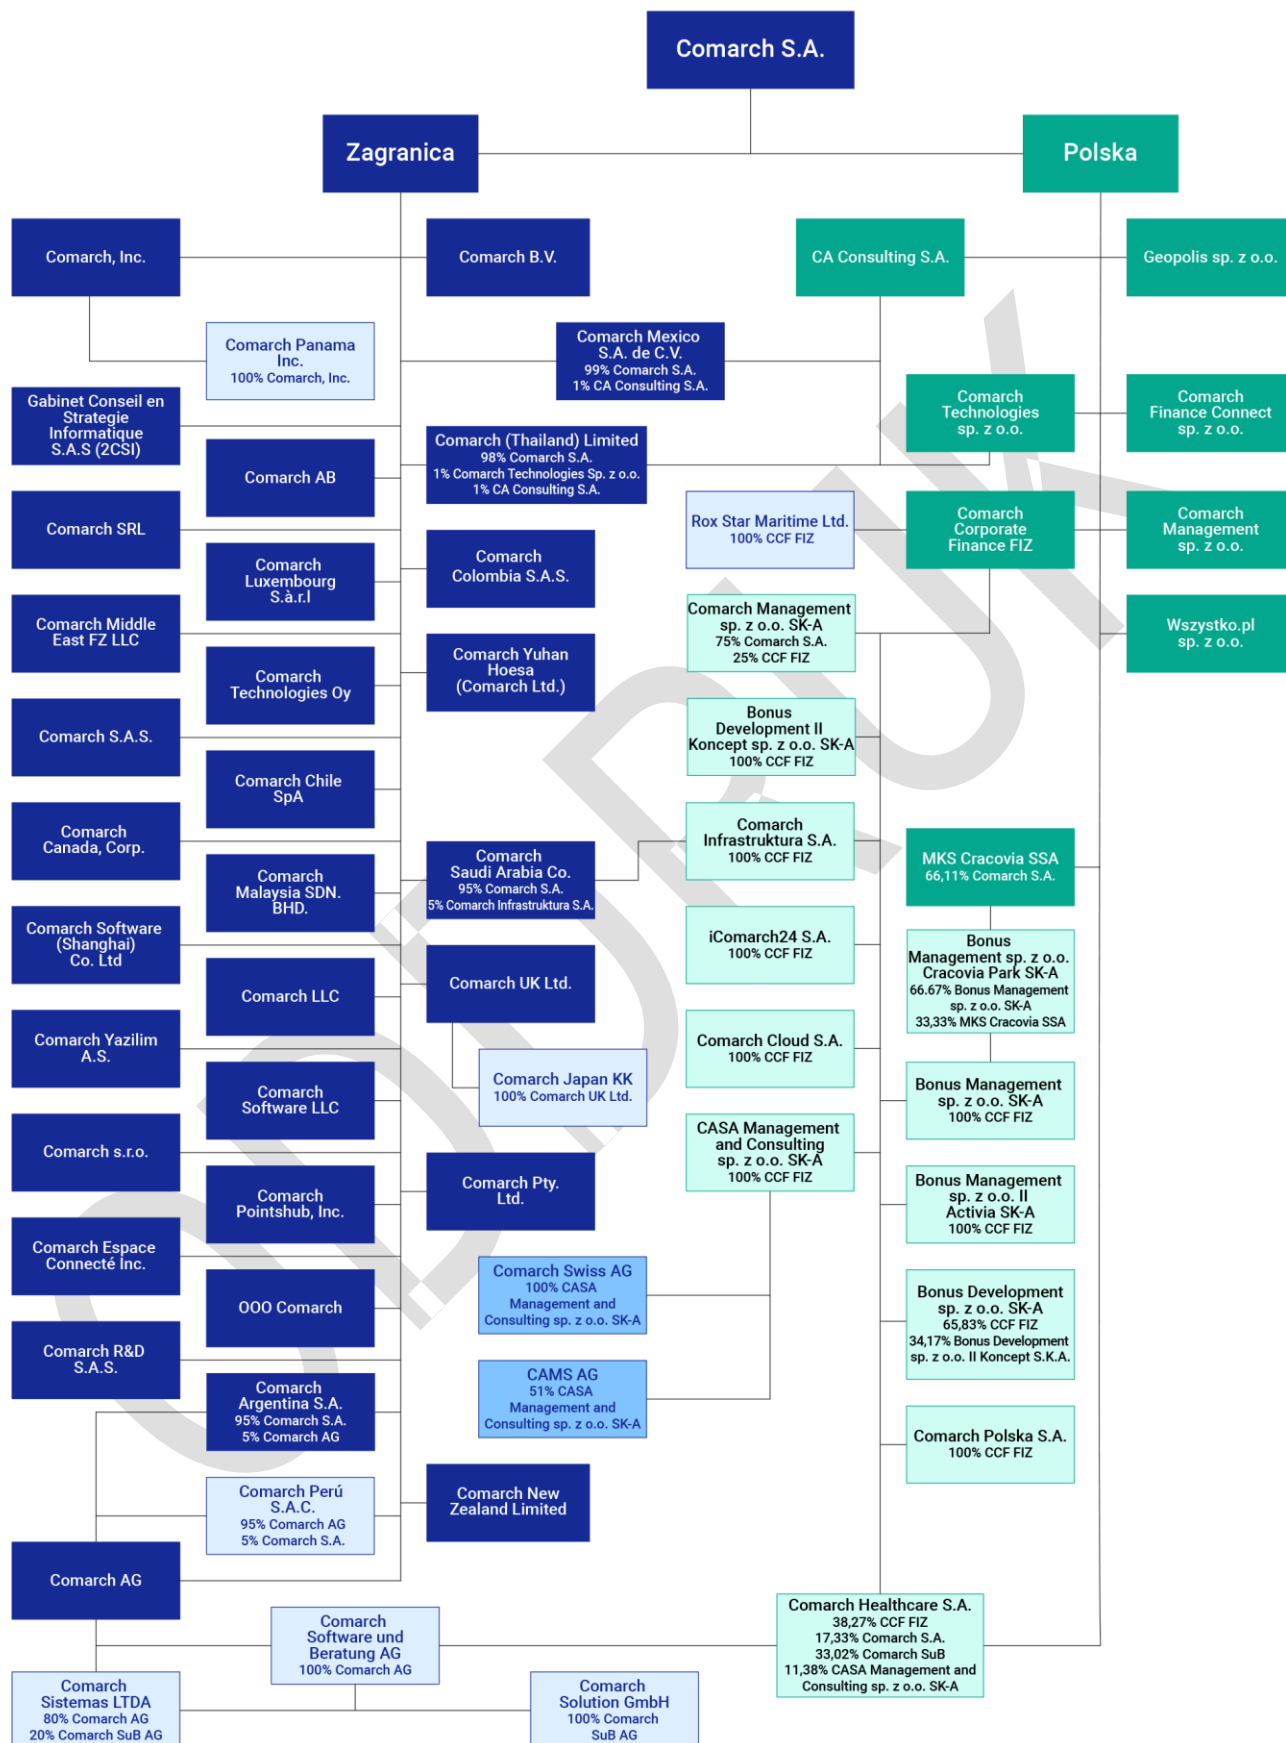 Comarch S.A.
Zagranica
Polska
Comarch, Inc.
Comarch B.V.
CA Consulting S.A.
Geopolis sp. z o.o.
Comarch Panama
Inc.
100% Comarch, Inc.
Comarch Mexico
S.A. de C.V.
99% Comarch S.A.
1% CA Consulting S.A.
Gabinet Conseil en
Strategie
Informatique
S.A.S (2CSI)
Comarch
Technologies
sp. z o.o.
Comarch
Finance Connect
sp. z o.o.
Comarch AB
Comarch (Thailand) Limited
98% Comarch S.A.
1% Comarch Technologies Sp. z o.o.
1% CA Consulting S.A.
Comarch SRL
Rox Star Maritime Ltd.
100% CCF FIZ
Comarch
Corporate
Finance FIZ
Comarch
Management
sp. z o.o.
Comarch
Luxembourg
S.à.r.l
Comarch
Colombia S.A.S.
Comarch Middle
East FZ LLC
Comarch Management
sp. z o.o. SK-A
75% Comarch S.A.
25% CCF FIZ
Wszystko.pl
sp. z o.o.
Comarch
Technologies Oy
Comarch Yuhan
Hoesa
(Comarch Ltd.)
Comarch S.A.S.
Bonus
Development II
Koncept sp. z o.o. SK-A
100% CCF FIZ
Comarch Chile
SpA
Comarch
Canada, Corp.
Comarch
Infrastruktura S.A.
100% CCF FIZ
Comarch
Malaysia SDN.
BHD.
Comarch
Saudi Arabia Co.
95% Comarch S.A.
5% Comarch Infrastruktura S.A.
MKS Cracovia SSA
66,11% Comarch S.A.
Comarch Software
(Shanghai)
Co. Ltd
iComarch24 S.A.
100% CCF FIZ
Bonus
Management sp. z o.o.
Cracovia Park SK-A
66.67% Bonus Management
sp. z o.o. SK-A
33,33% MKS Cracovia SSA
Comarch LLC
Comarch UK Ltd.
Comarch Yazilim
A.S.
Comarch Cloud S.A.
100% CCF FIZ
Comarch
Software LLC
Comarch Japan KK
100% Comarch UK Ltd.
Bonus Management
sp. z o.o. SK-A
100% CCF FIZ
Comarch s.r.o.
CASA Management
and Consulting
sp. z o.o. SK-A
100% CCF FIZ
Comarch
Pointshub, Inc.
Comarch Pty.
Ltd.
Bonus Management
sp. z o.o. II
Activia SK-A
100% CCF FIZ
Comarch Espace
Connecté Inc.
OOO Comarch
Comarch Swiss AG
100% CASA
Management and
Consulting sp. z o.o. SK-A
Bonus Development
sp. z o.o. SK-A
65,83% CCF FIZ
34,17% Bonus Development
sp. z o.o. II Koncept S.K.A.
Comarch R&D
S.A.S.
CAMS AG
51% CASA
Management and
Consulting sp. z o.o. SK-A
Comarch
Argentina S.A.
95% Comarch S.A.
5% Comarch AG
Comarch Polska S.A.
100% CCF FIZ
Comarch Perú
S.A.C.
95% Comarch AG
5% Comarch S.A.
Comarch New
Zealand Limited
Comarch AG
Comarch
Software und
Beratung AG
100% Comarch AG
Comarch Healthcare S.A.
38,27% CCF FIZ
17,33% Comarch S.A.
33,02% Comarch SuB
11,38% CASA Management and
Consulting sp. z o.o. SK-A
Comarch
Sistemas LTDA
80% Comarch AG
20% Comarch SuB AG
Comarch
Solution GmbH
100% Comarch
SuB AG
ODDRUK